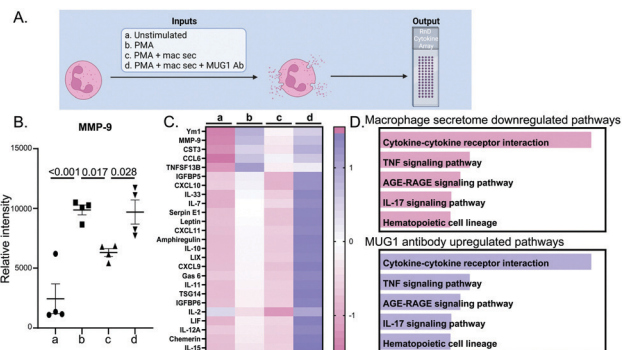 A.
Inputs
a. Unstimulated
b. PMA
c. PMA + mac sec
d. PMA + mac sec + MUG1 Ab
Output
RnD
Cytokine
Array
B.
MMP-9
Relative intensity
15000
10000
5000
0
<0.001 0.017 0.028
a b c d
C.
a b c d
Ym1
MMP-9
CST3
CCL6
TNFSF13B
IGFBP5
CXCL10
IL-33
IL-7
Serpin E1
Leptin
CXCL11
Amphiregulin
IL-10
LIX
CXCL9
Gas 6
IL-11
TSG14
IGFBP6
IL-2
LIF
IL-12A
Chemerin
IL-15
1
0
-1
D.
Macrophage secretome downregulated pathways
Cytokine-cytokine receptor interaction
TNF signaling pathway
AGE-RAGE signaling pathway
IL-17 signaling pathway
Hematopoietic cell lineage
MUG1 antibody upregulated pathways
Cytokine-cytokine receptor interaction
TNF signaling pathway
AGE-RAGE signaling pathway
IL-17 signaling pathway
Hematopoietic cell lineage